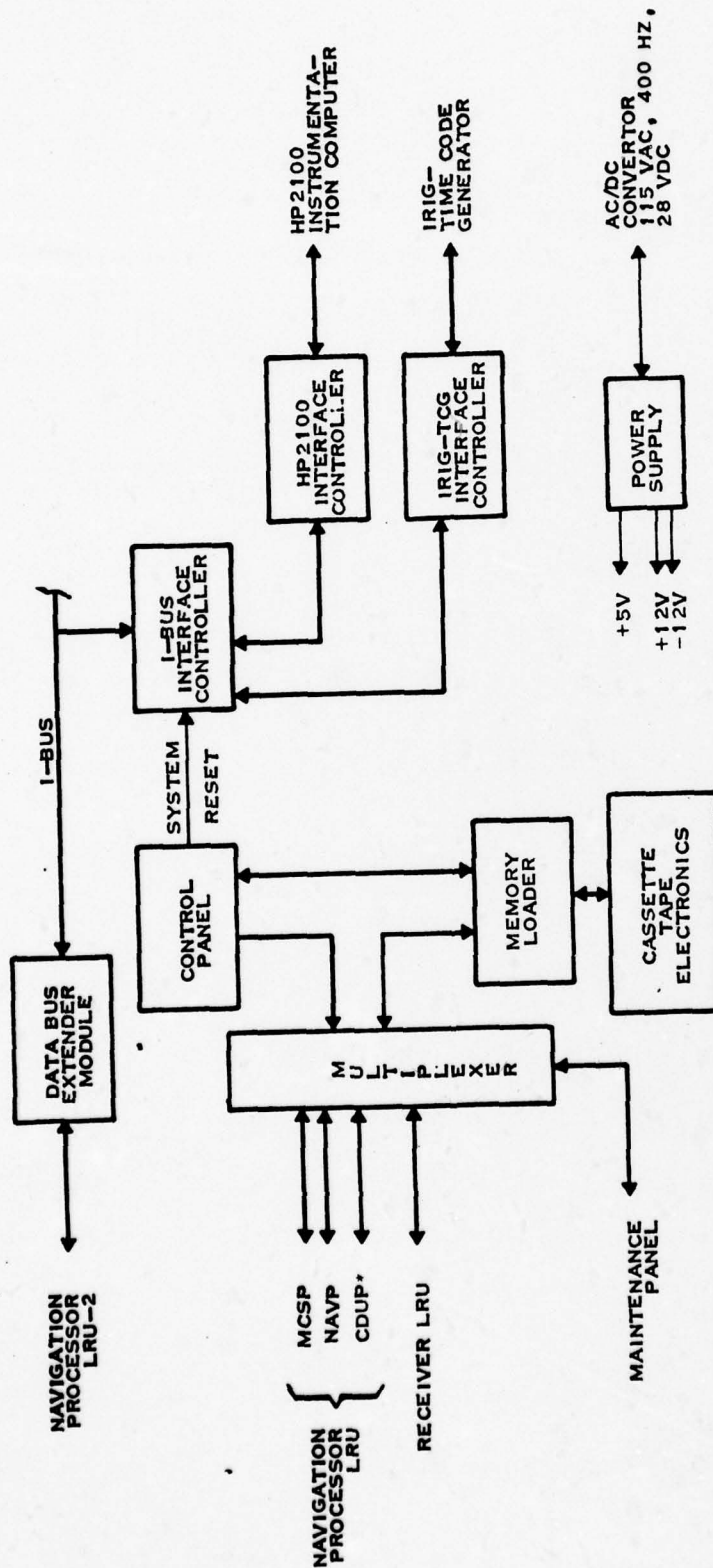 NAVIGATION
PROCESSOR
LRU-2
DATA BUS
EXTENDER
MODULE
I-BUS
I-BUS
INTERFACE
CONTROLLER
SYSTEM
RESET
CONTROL
PANEL
HP2100
INTERFACE
CONTROLLER
HP2100
INSTRUMENTA-
TION COMPUTER
IRIG-TCG
INTERFACE
CONTROLLER
IRIG-
TIME CODE
GENERATOR
NAVIGATION
PROCESSOR
LRU
MCSP
NAVP
CDUP*
RECEIVER LRU
MULTIPLEXER
MEMORY
LOADER
CASSETTE
TAPE
ELECTRONICS
MAINTENANCE
PANEL
+5V
+12V
-12V
POWER
SUPPLY
AC/DC
CONVERTOR
115 VAC, 400 HZ,
28 VDC